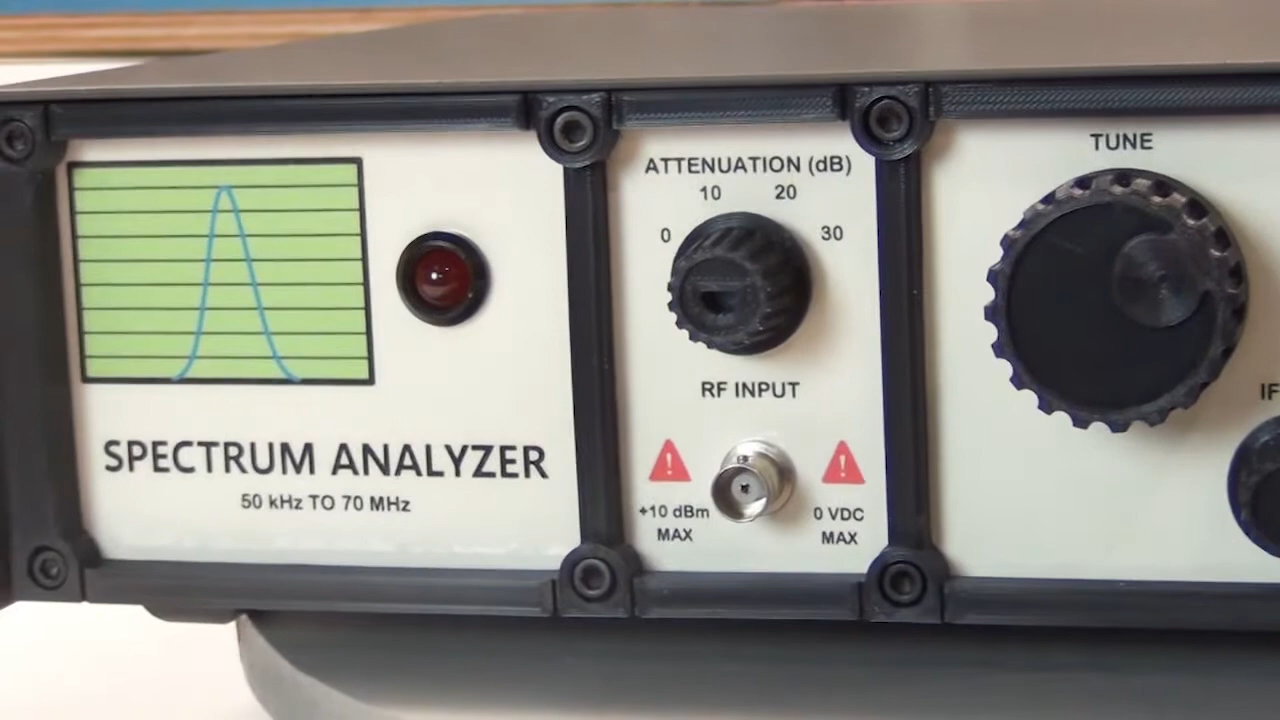 SPECTRUM ANALYZER
50 kHz TO 70 MHz
ATTENUATION (dB)
10 20
0 30
RF INPUT
+10 dBm
MAX
0 VDC
MAX
TUNE
IF